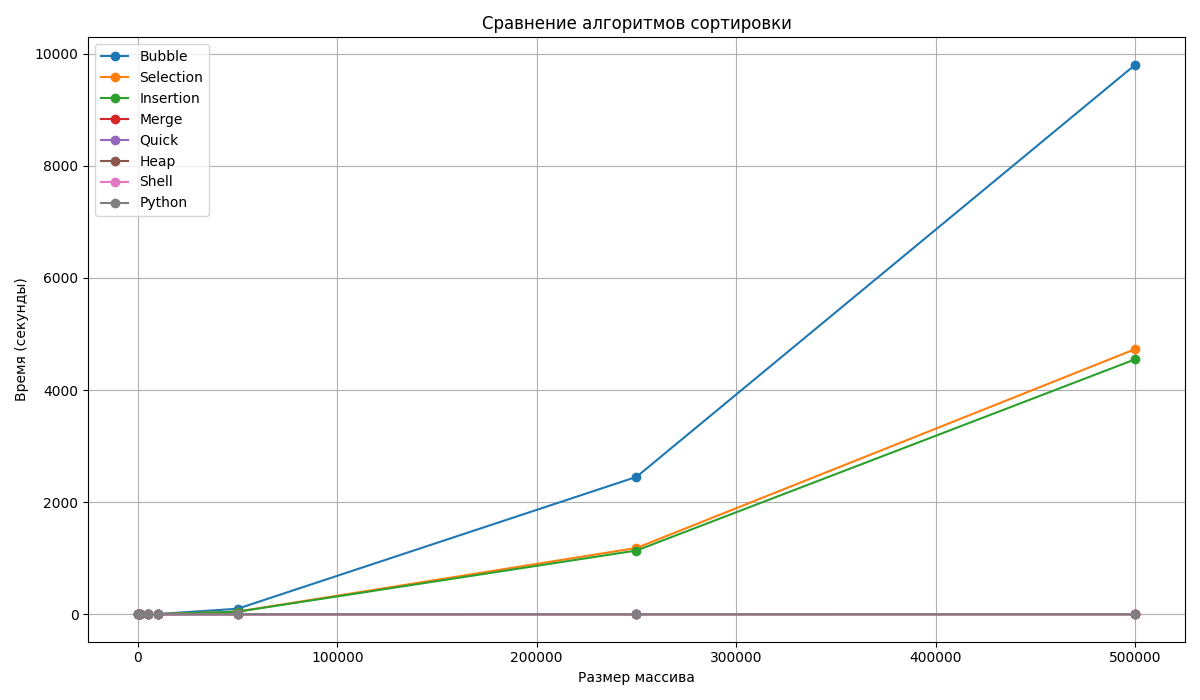 Сравнение алгоритмов сортировки
Bubble
Selection
Insertion
Merge
Quick
Heap
Shell
Python
10000
8000
6000
4000
2000
0
Время (секунды)
0 100000 200000 300000 400000 500000
Размер массива